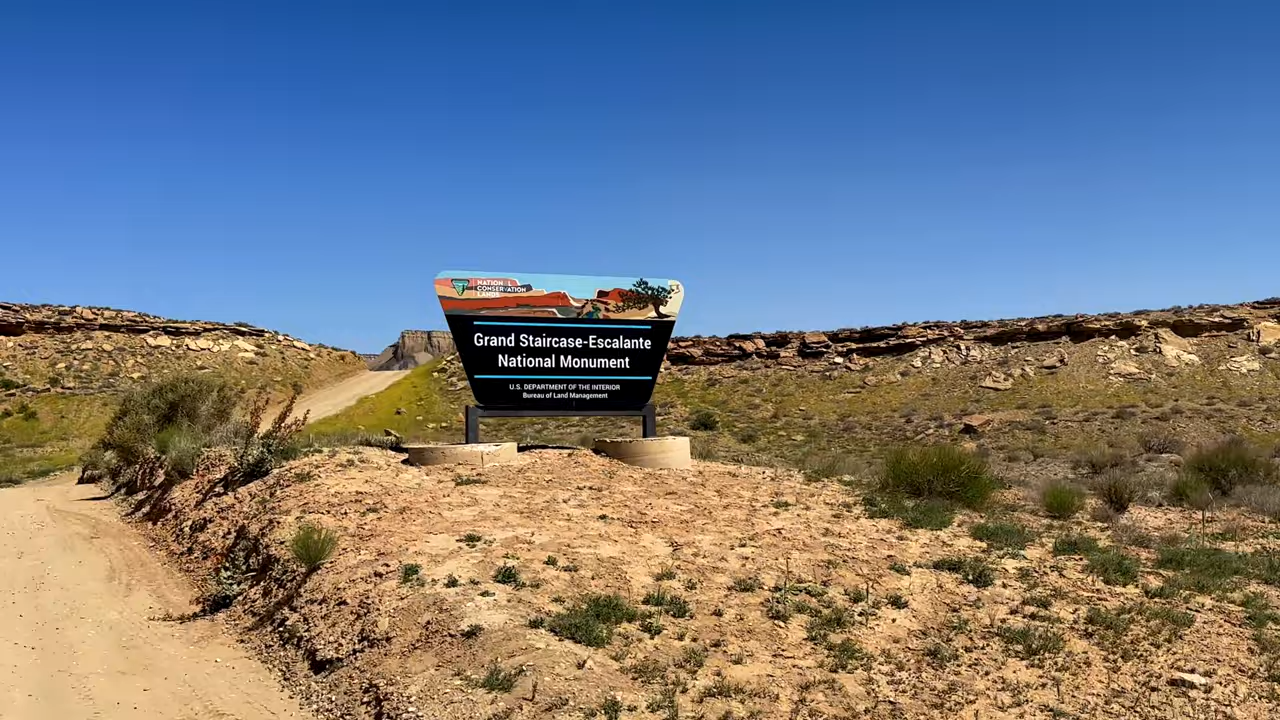 NATIONAL
CONSERVATION
LANDS
Grand Staircase-Escalante
National Monument
U.S. DEPARTMENT OF THE INTERIOR
Bureau of Land Management